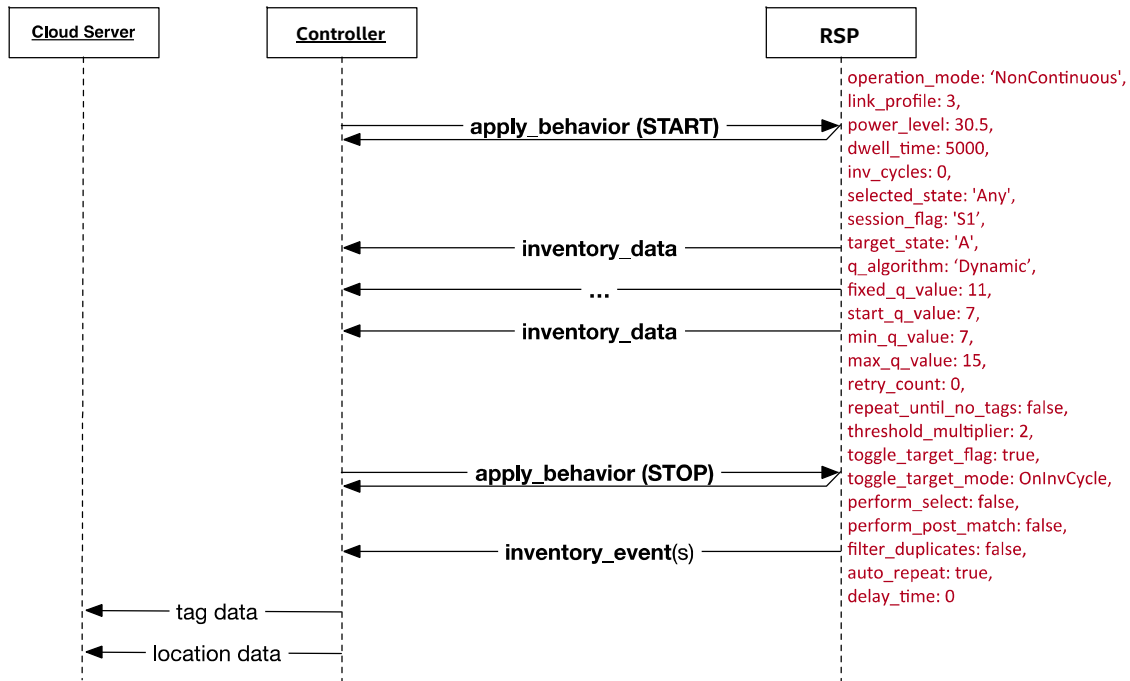 Cloud Server
Controller
RSP
operation_mode: ‘NonContinuous',
link_profile: 3,
apply_behavior (START)
power_level: 30.5,
dwell_time: 5000,
inv_cycles: 0,
selected_state: 'Any',
session_flag: 'S1’,
inventory_data
target_state: 'A',
q_algorithm: ‘Dynamic’,
...
fixed_q_value: 11,
start_q_value: 7,
inventory_data
min_q_value: 7,
max_q_value: 15,
retry_count: 0,
repeat_until_no_tags: false,
threshold_multiplier: 2,
toggle_target_flag: true,
apply_behavior (STOP)
toggle_target_mode: OnInvCycle,
perform_select: false,
perform_post_match: false,
inventory_event(s)
filter_duplicates: false,
auto_repeat: true,
delay_time: 0
tag data
location data